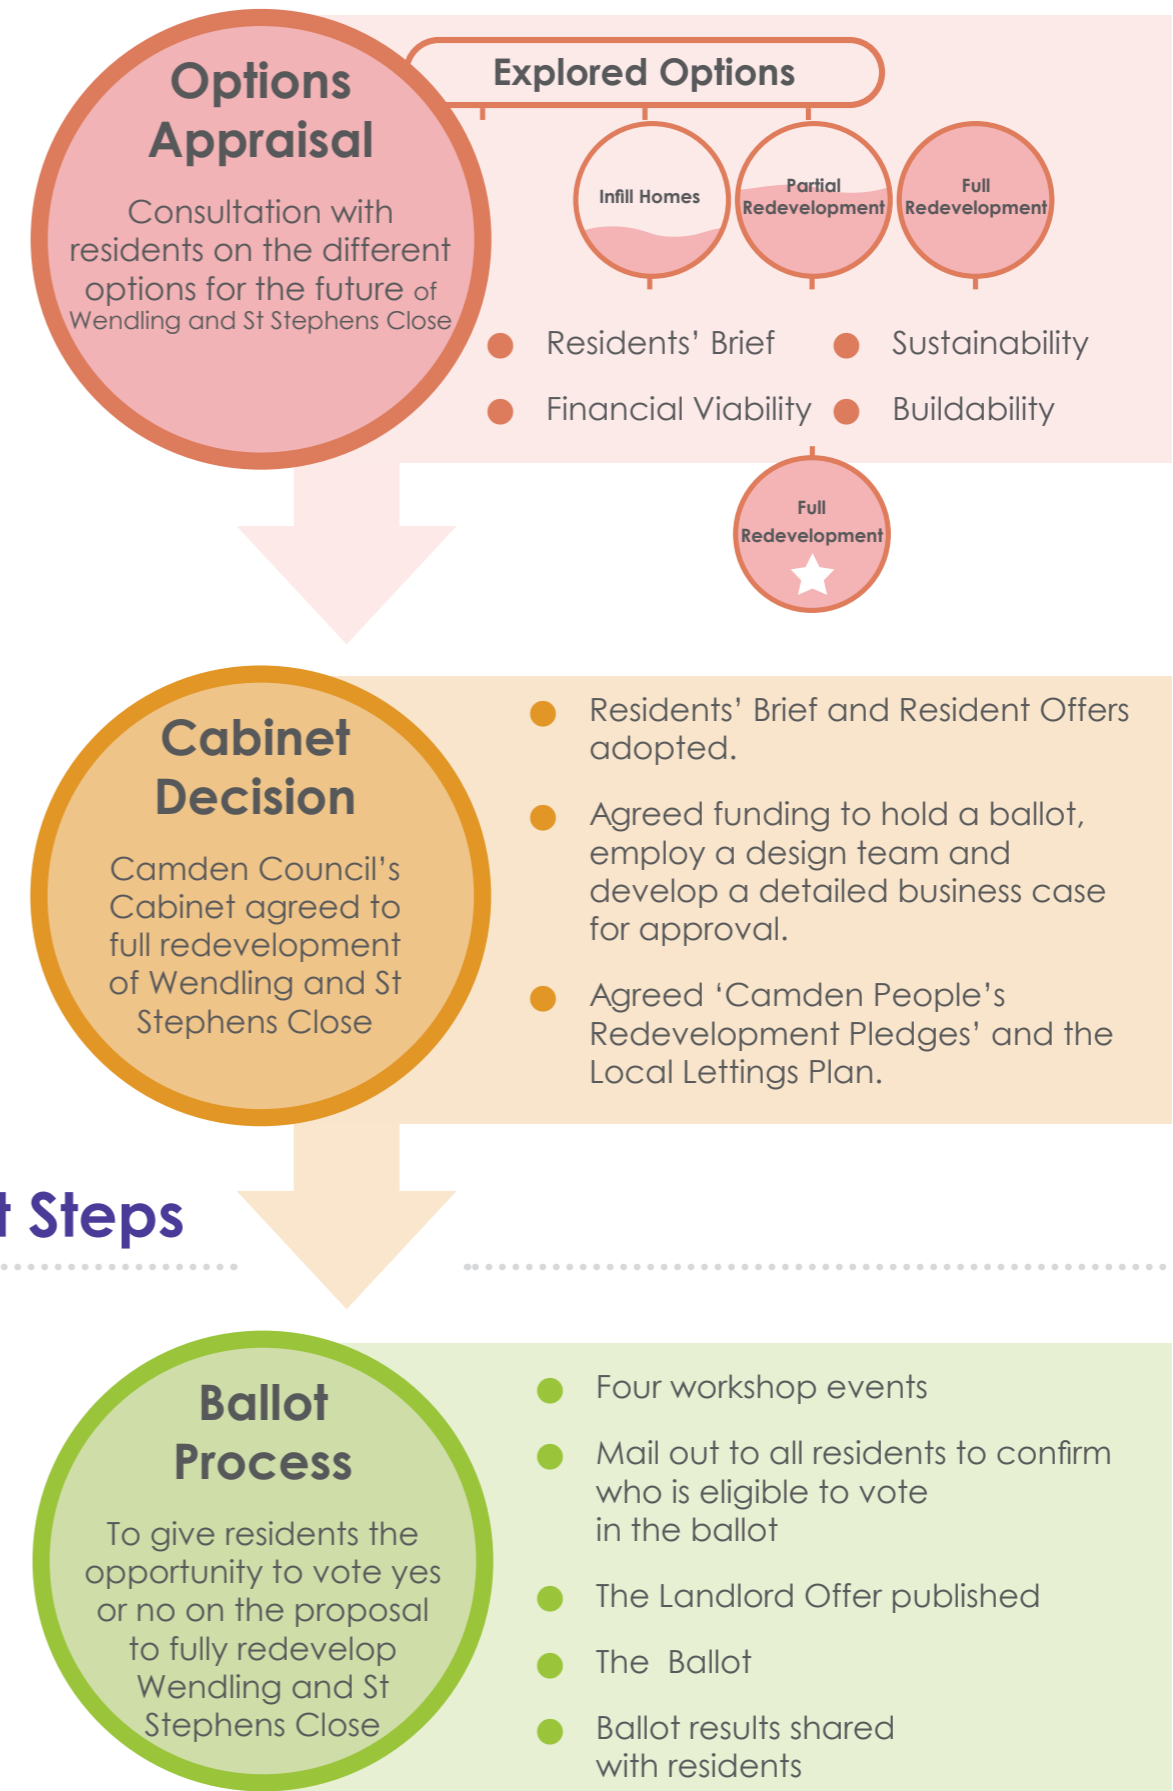 Options
Appraisal
Consultation with
residents on the different
options for the future of
Wendling and St Stephens Close
Explored Options
Infill Homes
Partial
Redevelopment
Full
Redevelopment
Residents’ Brief
Sustainability
Financial Viability
Buildability
Full
Redevelopment
Cabinet
Decision
Camden Council’s
Cabinet agreed to
full redevelopment
of Wendling and St
Stephens Close
Residents’ Brief and Resident Offers
adopted.
Agreed funding to hold a ballot,
employ a design team and
develop a detailed business case
for approval.
Agreed ‘Camden People’s
Redevelopment Pledges’ and the
Local Lettings Plan.
t Steps
Ballot
Process
To give residents the
opportunity to vote yes
or no on the proposal
to fully redevelop
Wendling and St
Stephens Close
Four workshop events
Mail out to all residents to confirm
who is eligible to vote
in the ballot
The Landlord Offer published
The Ballot
Ballot results shared
with residents